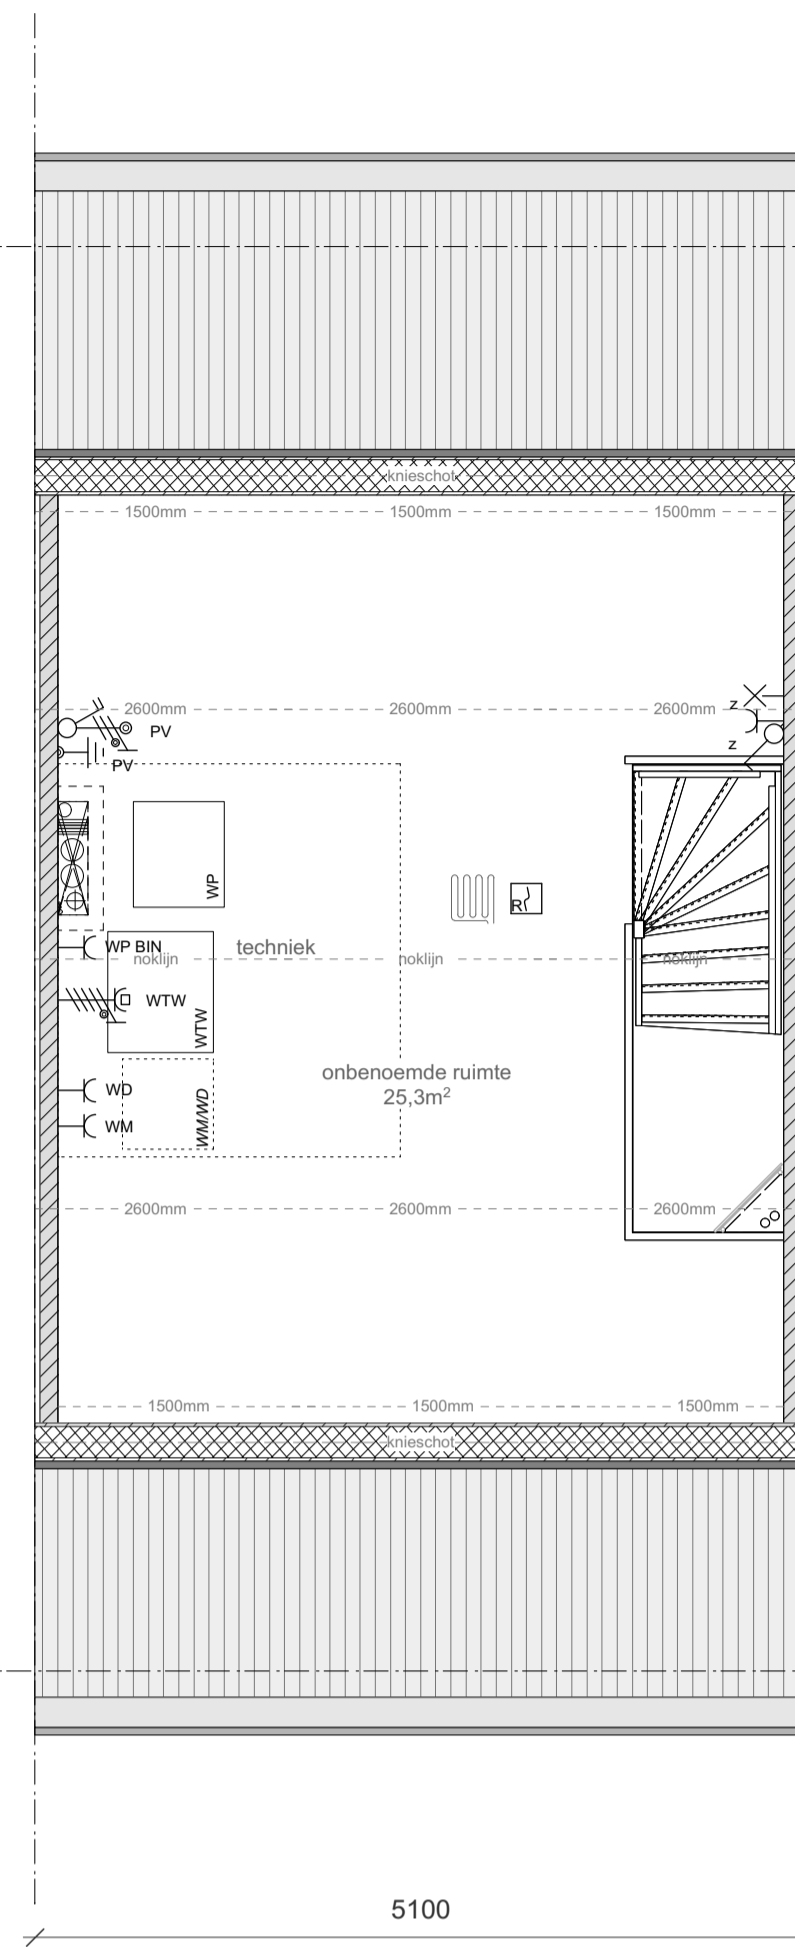 knieschot
1500mm 1500mm 1500mm
2600mm 2600mm 2600mm
z
PV
z
PV
WP
R
WP BIN
techniek
noklijn noklijn noklijn
WTW
WTW
onbenoemde ruimte
25,3m²
WD
WM
WM/WD
2600mm 2600mm 2600mm
1500mm 1500mm 1500mm
knieschot
5100